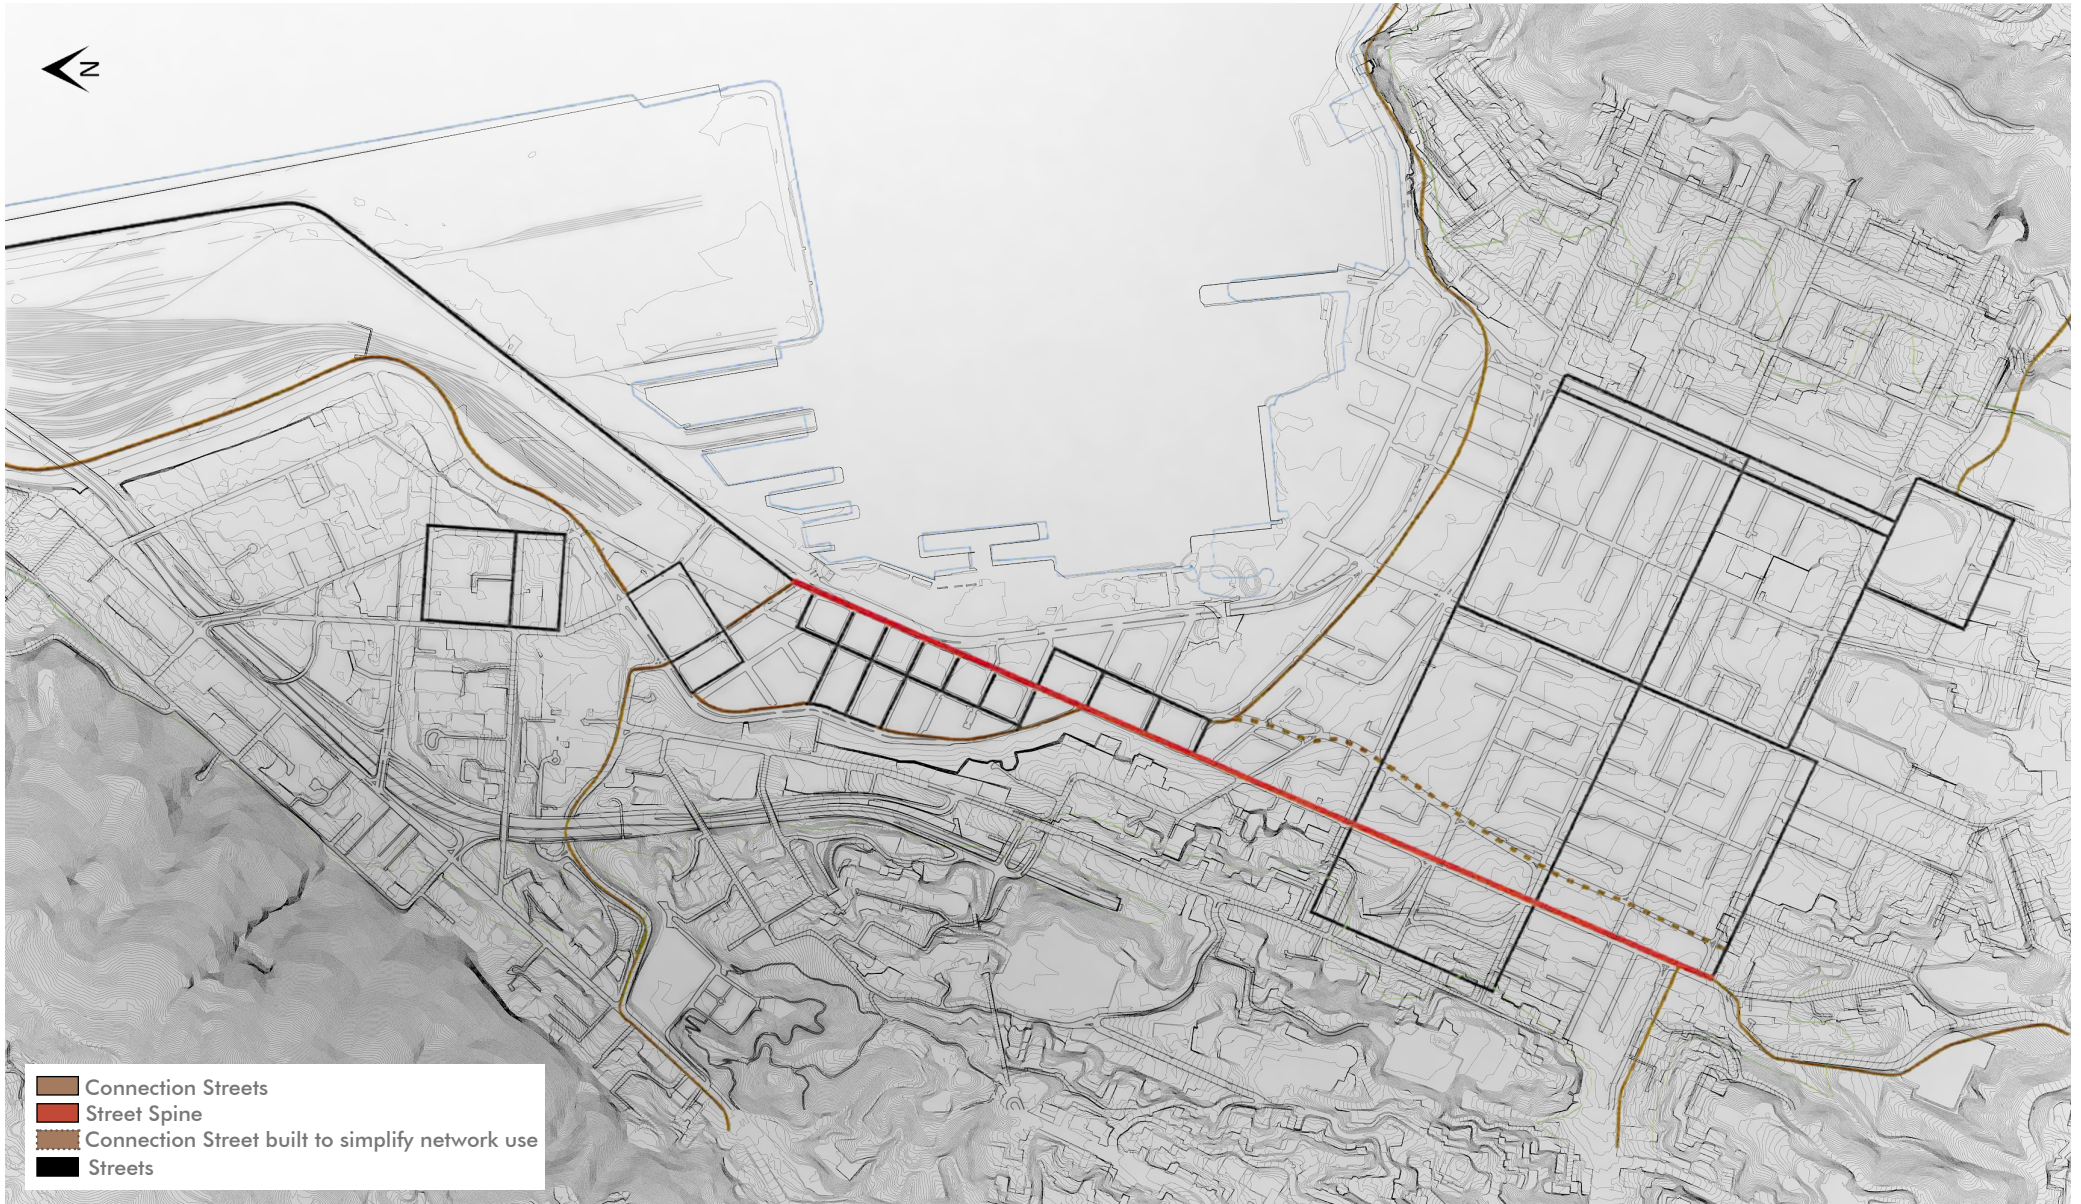 N
Connection Streets
Street Spine
Connection Street built to simplify network use
Streets